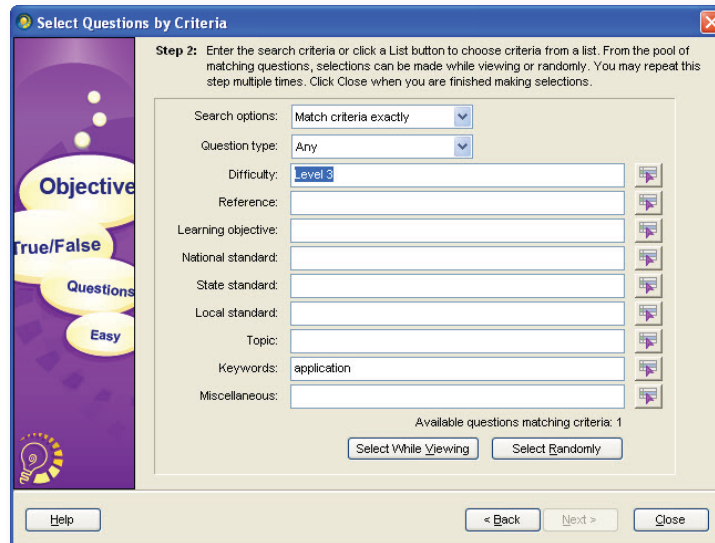 Select Questions by Criteria
Step 2: Enter the search criteria or click a List button to choose criteria from a list. From the pool of
matching questions, selections can be made while viewing or randomly. You may repeat this
step multiple times. Click Close when you are finished making selections.
Objective
True/False
Questions
Easy
Search options: Match criteria exactly
Question type: Any
Difficulty: Level 3
Reference:
Learning objective:
National standard:
State standard:
Local standard:
Topic:
Keywords: application
Miscellaneous:
Available questions matching criteria: 1
Select While Viewing Select Randomly
Help < Back Next > Close